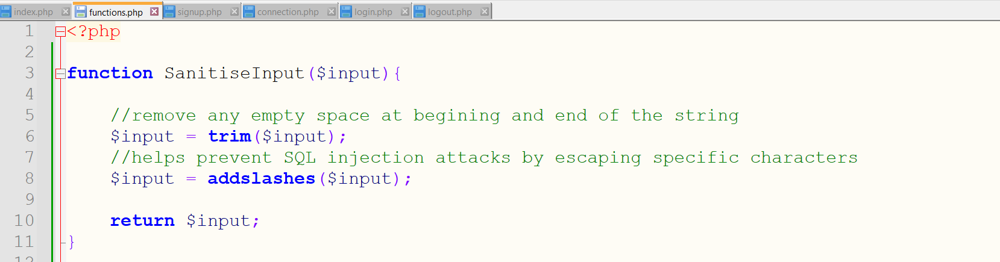 index.php functions.php signup.php connection.php login.php logout.php
1 <?php
2
3 function SanitiseInput($input){
4
5 //remove any empty space at begining and end of the string
6 $input = trim($input);
7 //helps prevent SQL injection attacks by escaping specific characters
8 $input = addslashes($input);
9
10 return $input;
11 }
12